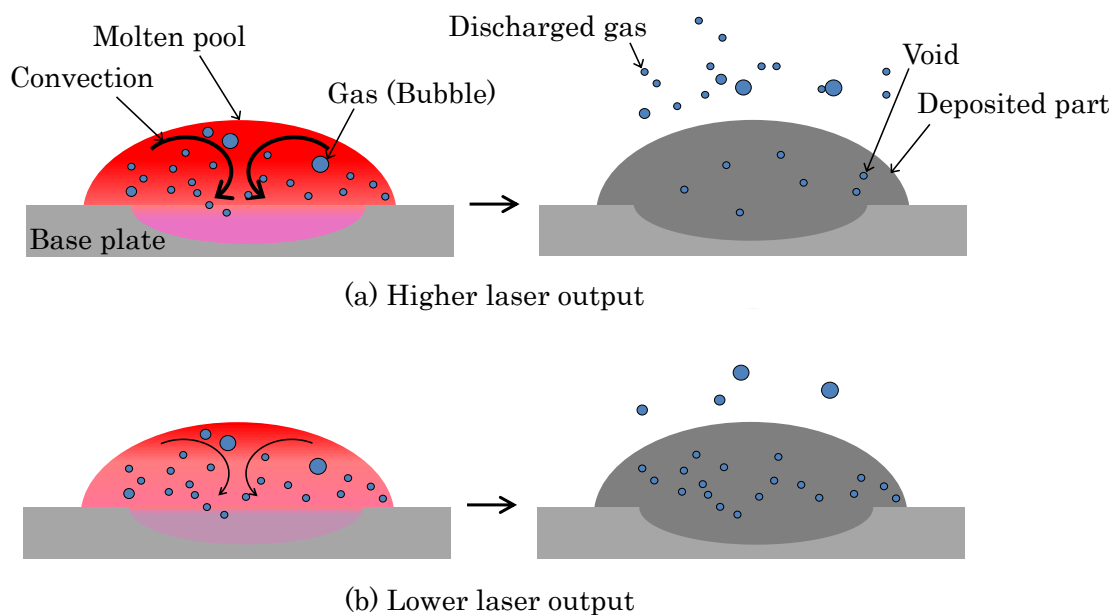 Molten pool
Convection
Gas (Bubble)
Discharged gas
Void
Deposited part
Base plate
(a) Higher laser output
(b) Lower laser output